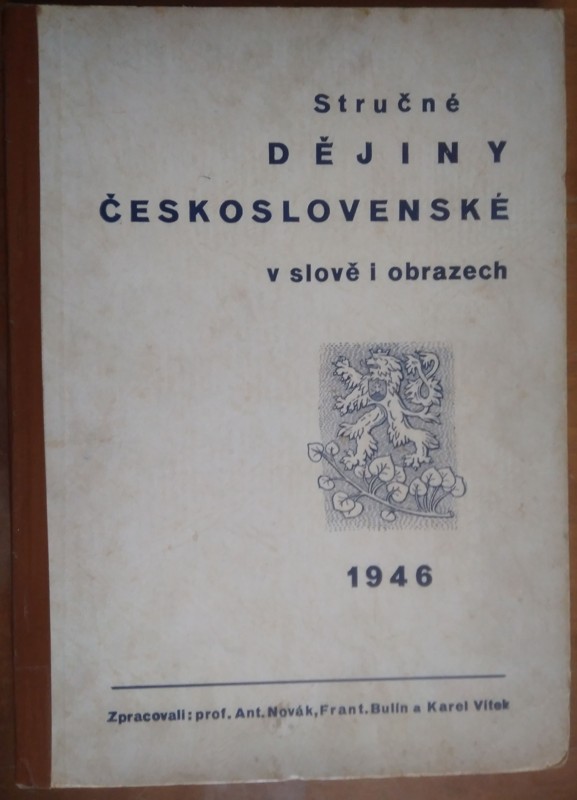 Stručné
DĚJINY
ČESKOSLOVENSKÉ
v slově i obrazech
1946
Zpracovali: prof. Ant. Novák, Frant. Bulín a Karel Vítek